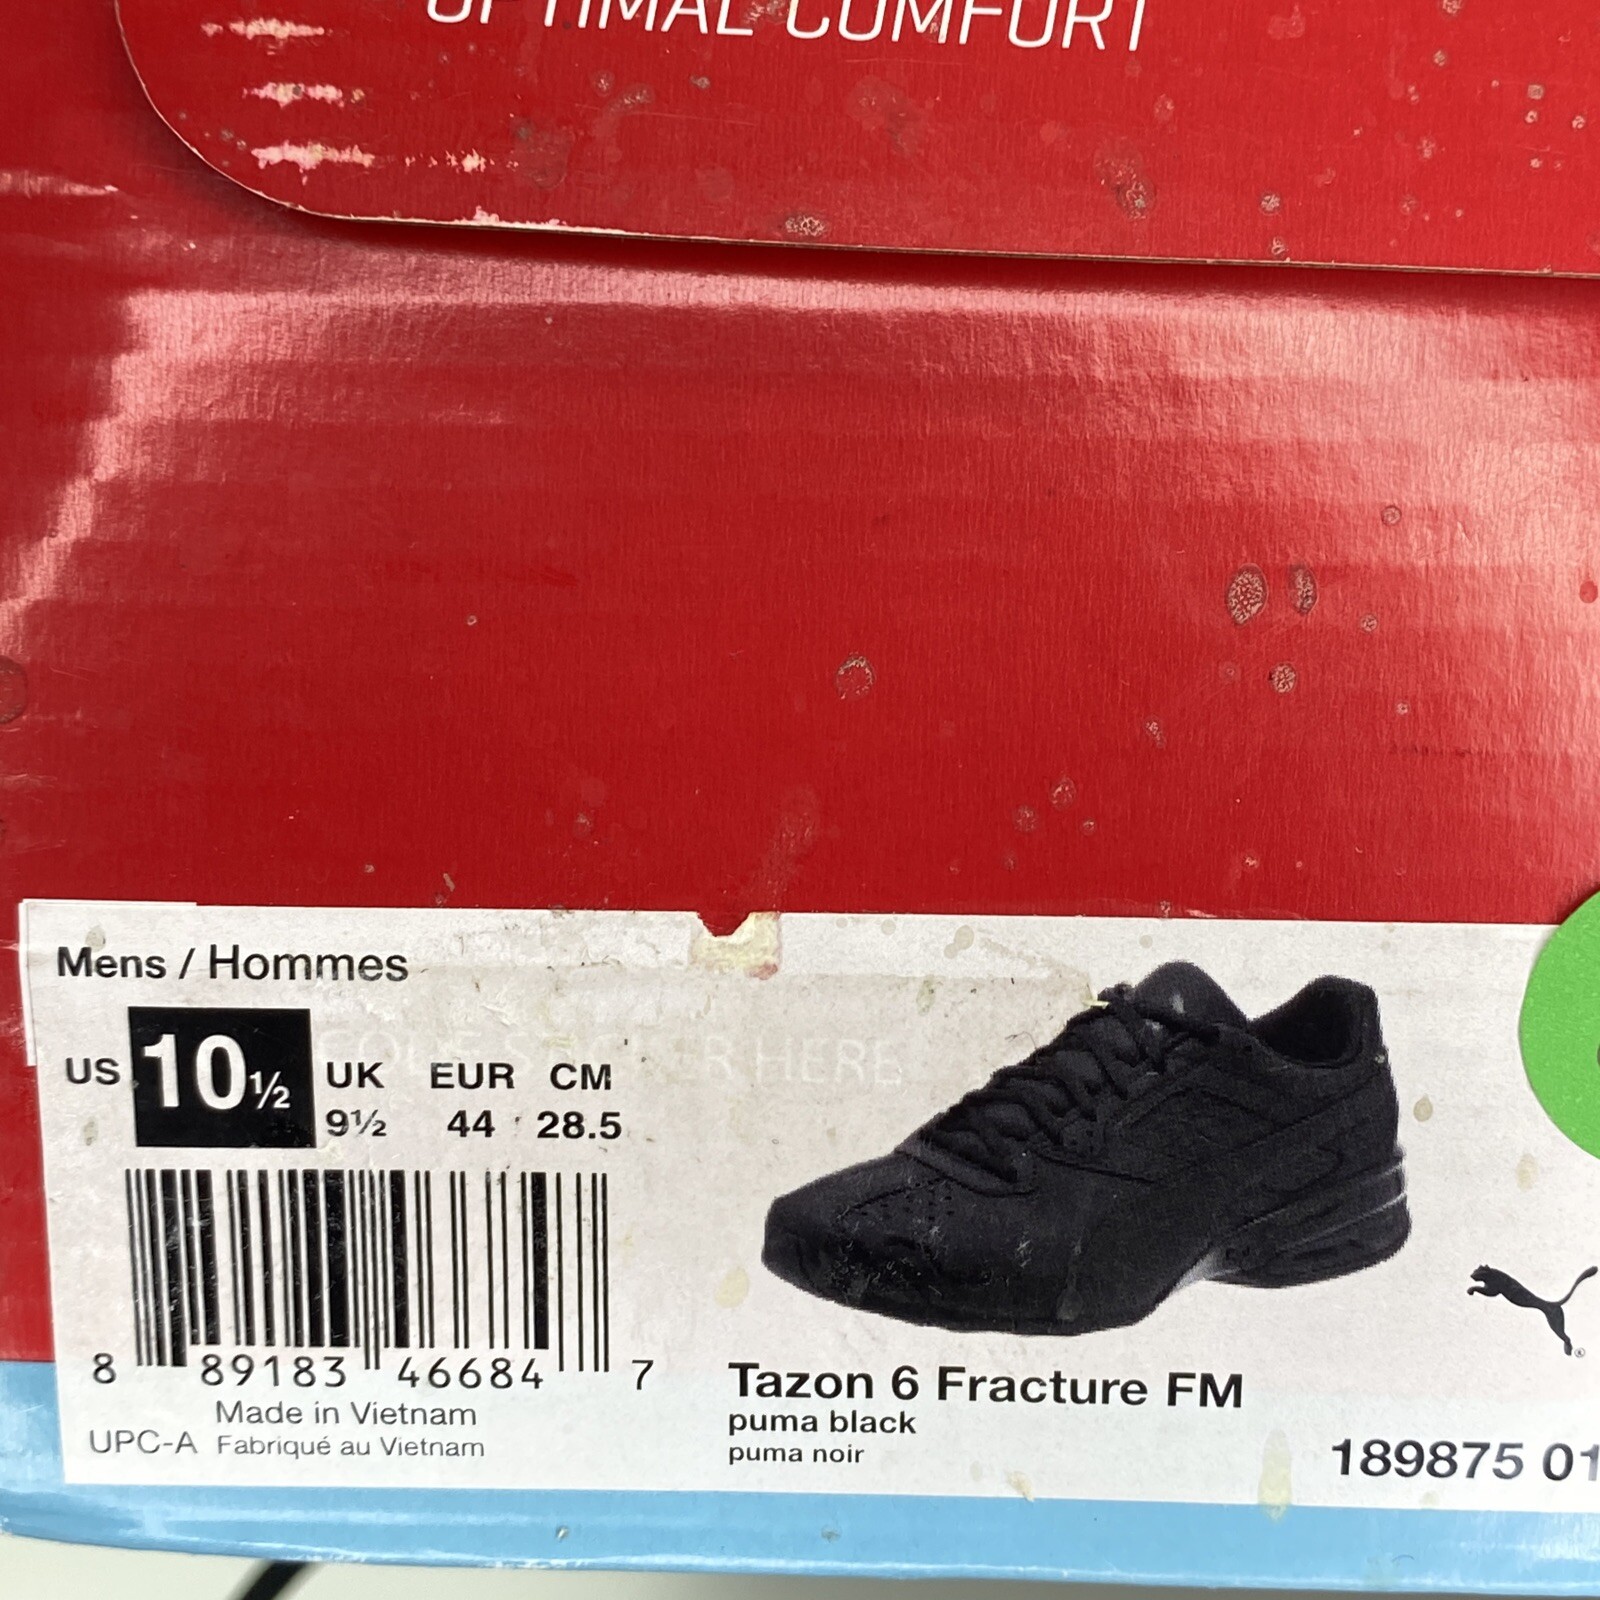 OPTIMAL COMFORT
Mens / Hommes
US 10½ UK EUR CM
9½ 44 28.5
8 89183 46684 7
Made in Vietnam
UPC-A Fabriqué au Vietnam
Tazon 6 Fracture FM
puma black
puma noir
189875 01
HERE